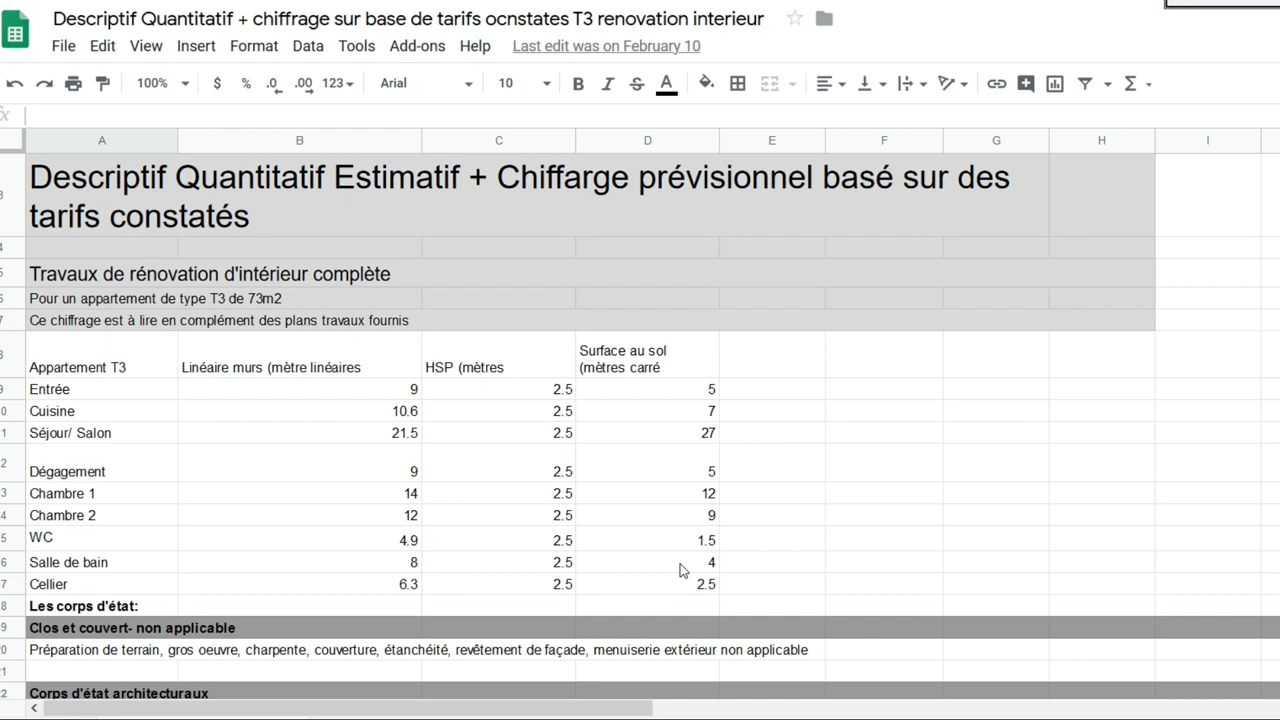 Descriptif Quantitatif + chiffrage sur base de tarifs ocnstates T3 renovation interieur
File Edit View Insert Format Data Tools Add-ons Help Last edit was on February 10
100% $ % .0 .00 123 Arial 10 B I S A
A B C D E F G H I
Descriptif Quantitatif Estimatif + Chiffarge prévisionnel basé sur des
tarifs constatés
Travaux de rénovation d'intérieur complète
Pour un appartement de type T3 de 73m2
Ce chiffrage est à lire en complément des plans travaux fournis
Surface au sol
Appartement T3 Linéaire murs (mètre linéaires HSP (mètres (mètres carré
Entrée 9 2.5 5
Cuisine 10.6 2.5 7
Séjour/ Salon 21.5 2.5 27
Dégagement 9 2.5 5
Chambre 1 14 2.5 12
Chambre 2 12 2.5 9
WC 4.9 2.5 1.5
Salle de bain 8 2.5 4
Cellier 6.3 2.5 2.5
Les corps d'état:
Clos et couvert- non applicable
Préparation de terrain, gros oeuvre, charpente, couverture, étanchéité, revêtement de façade, menuiserie extérieur non applicable
Corps d'état architecturaux